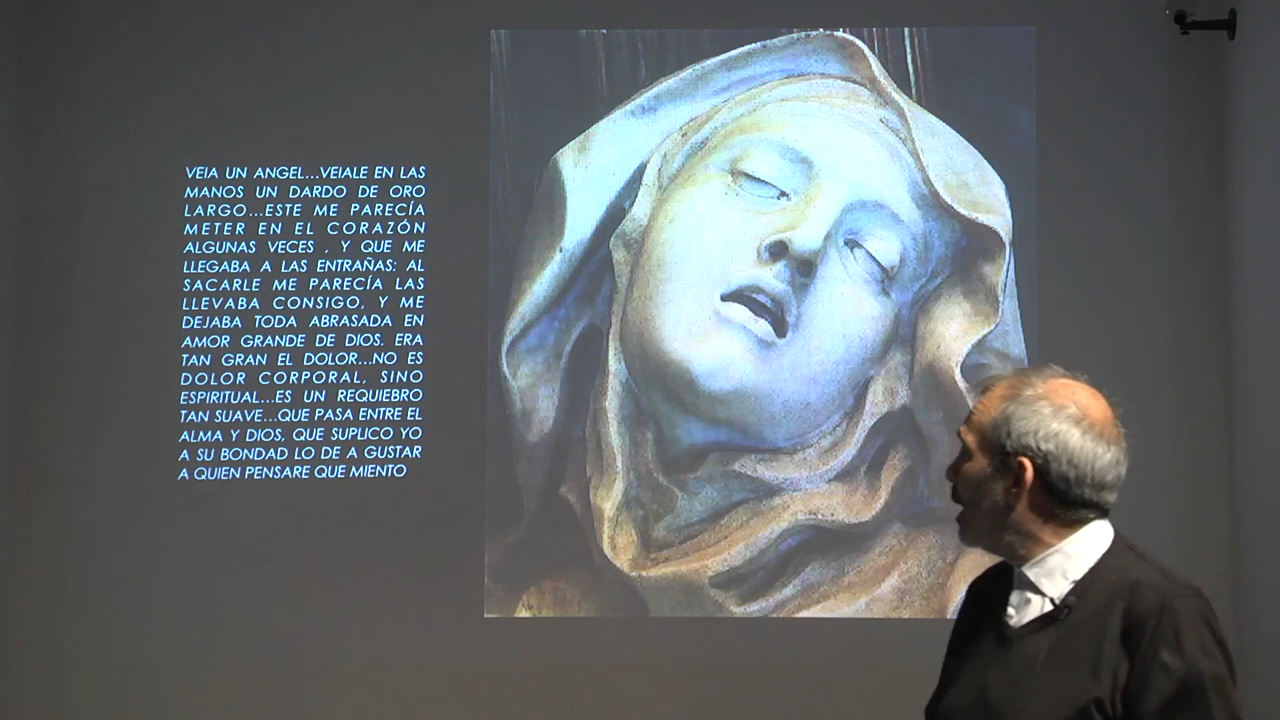 VEIA UN ANGEL...VEIALE EN LAS
MANOS UN DARDO DE ORO
LARGO...ESTE ME PARECÍA
METER EN EL CORAZÓN
ALGUNAS VECES , Y QUE ME
LLEGABA A LAS ENTRAÑAS: AL
SACARLE ME PARECÍA LAS
LLEVABA CONSIGO, Y ME
DEJABA TODA ABRASADA EN
AMOR GRANDE DE DIOS. ERA
TAN GRAN EL DOLOR...NO ES
DOLOR CORPORAL, SINO
ESPIRITUAL...ES UN REQUIEBRO
TAN SUAVE...QUE PASA ENTRE EL
ALMA Y DIOS, QUE SUPLICO YO
A SU BONDAD LO DE A GUSTAR
A QUIEN PENSARE QUE MIENTO